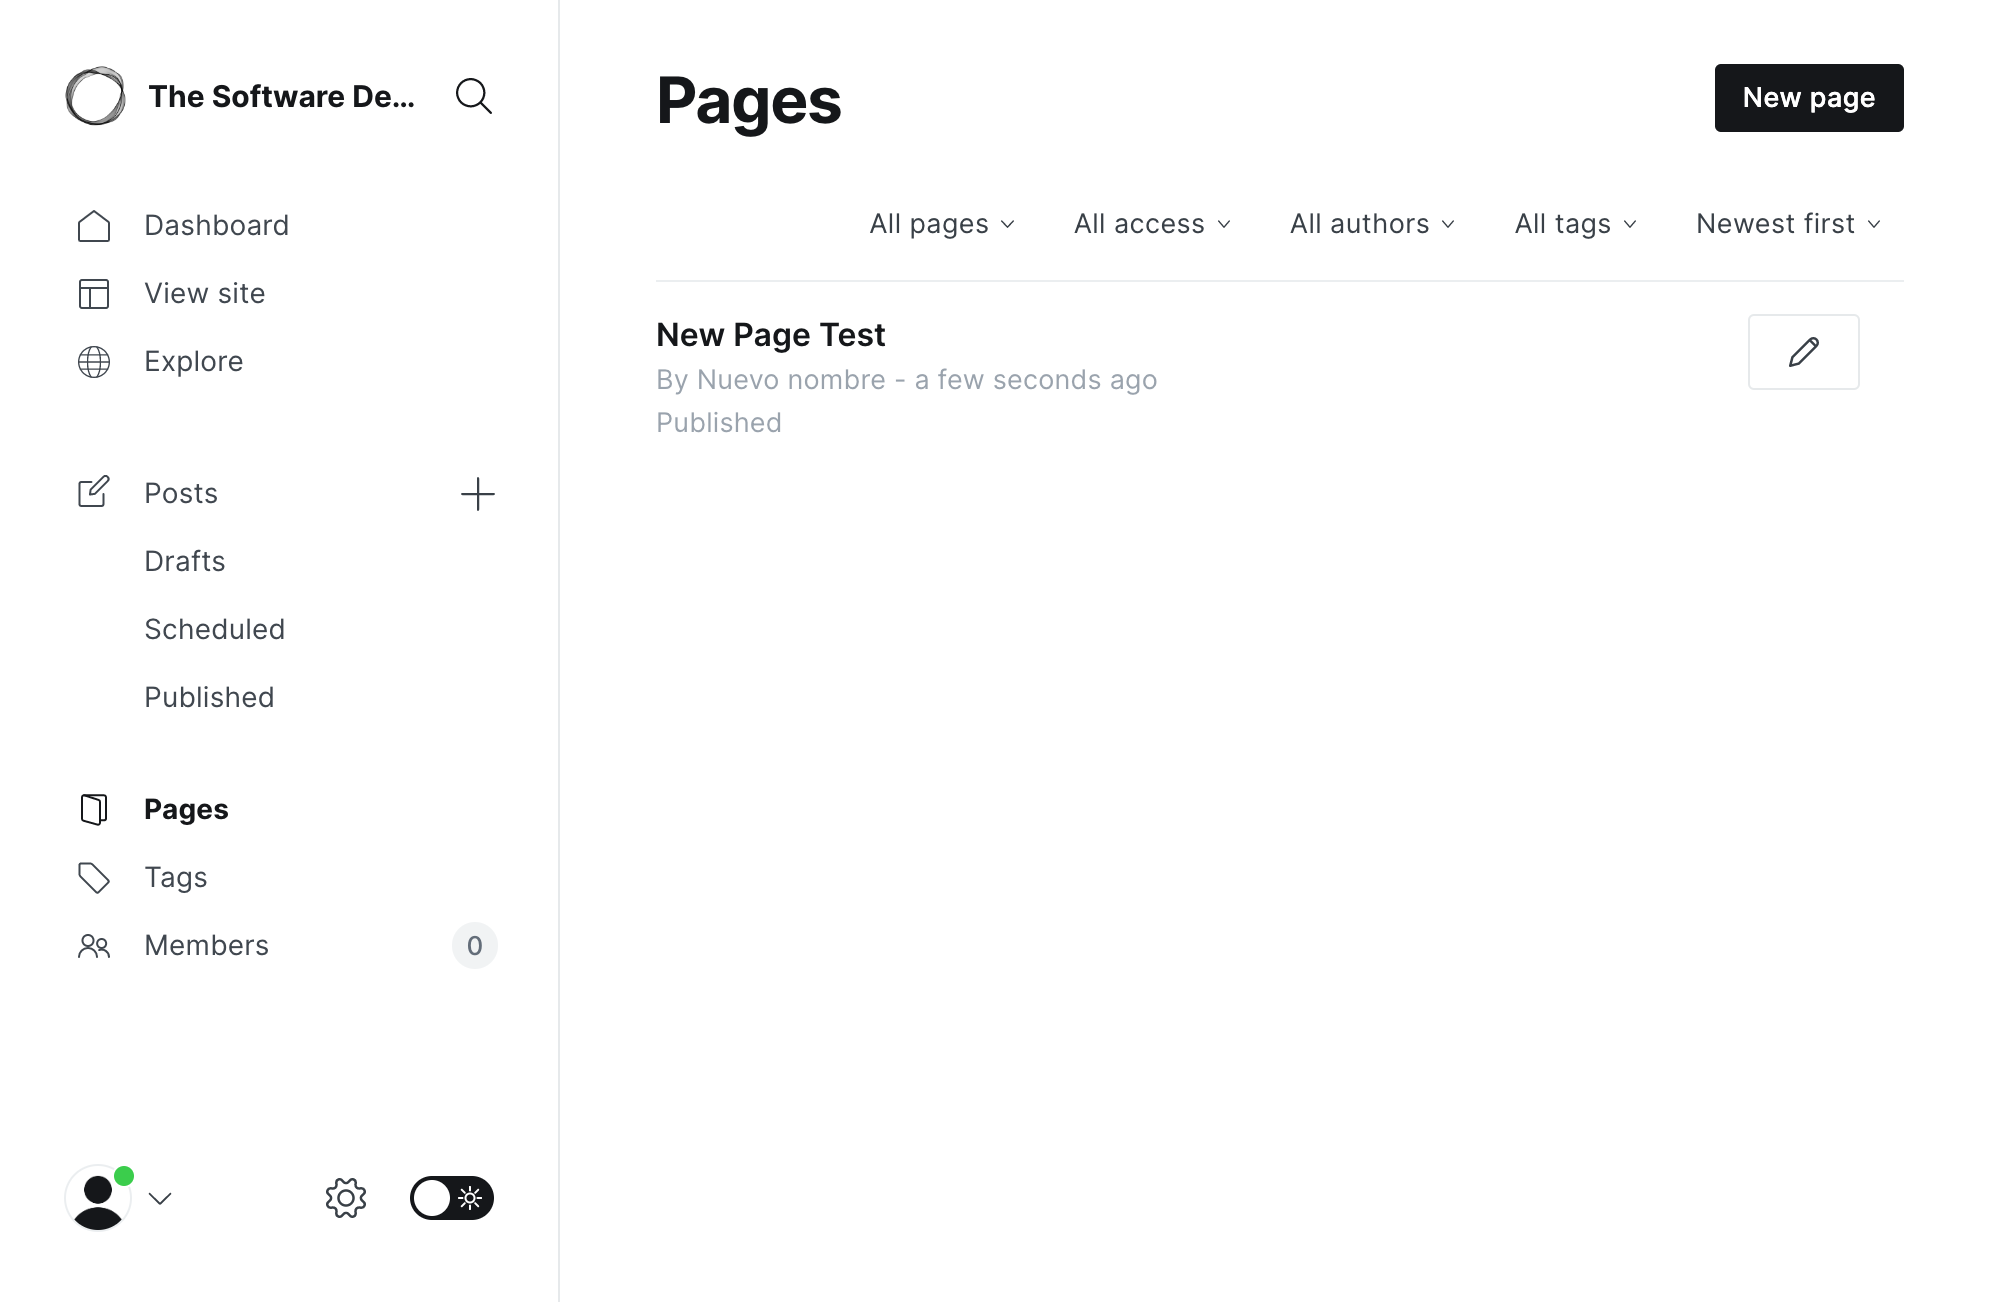 The Software De...
Dashboard
View site
Explore
Posts
Drafts
Scheduled
Published
Pages
Tags
Members
0
Pages
New page
All pages
All access
All authors
All tags
Newest first
New Page Test
By Nuevo nombre - a few seconds ago
Published